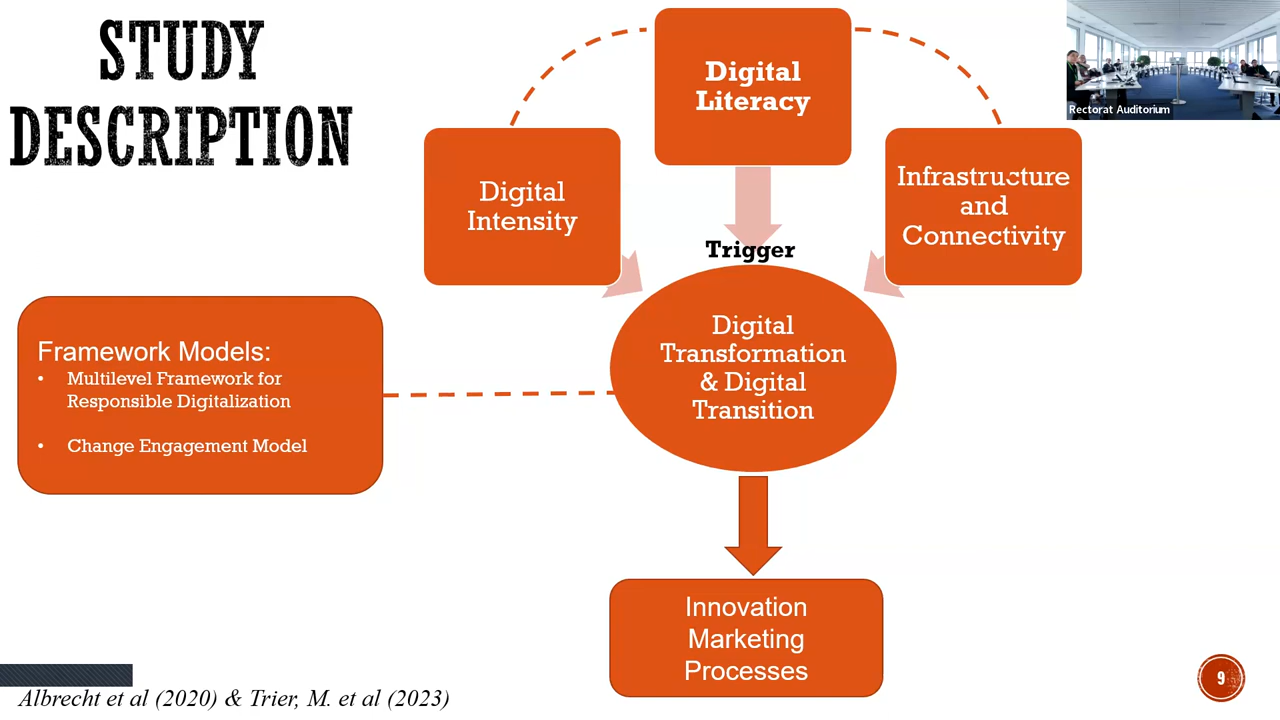 STUDY
DESCRIPTION
Digital
Literacy
Rectorat Auditorium
Digital
Intensity
Infrastructure
and
Connectivity
Trigger
Digital
Transformation
& Digital
Transition
Framework Models:
• Multilevel Framework for
Responsible Digitalization
• Change Engagement Model
Innovation
Marketing
Processes
Albrecht et al (2020) & Trier, M. et al (2023)
9